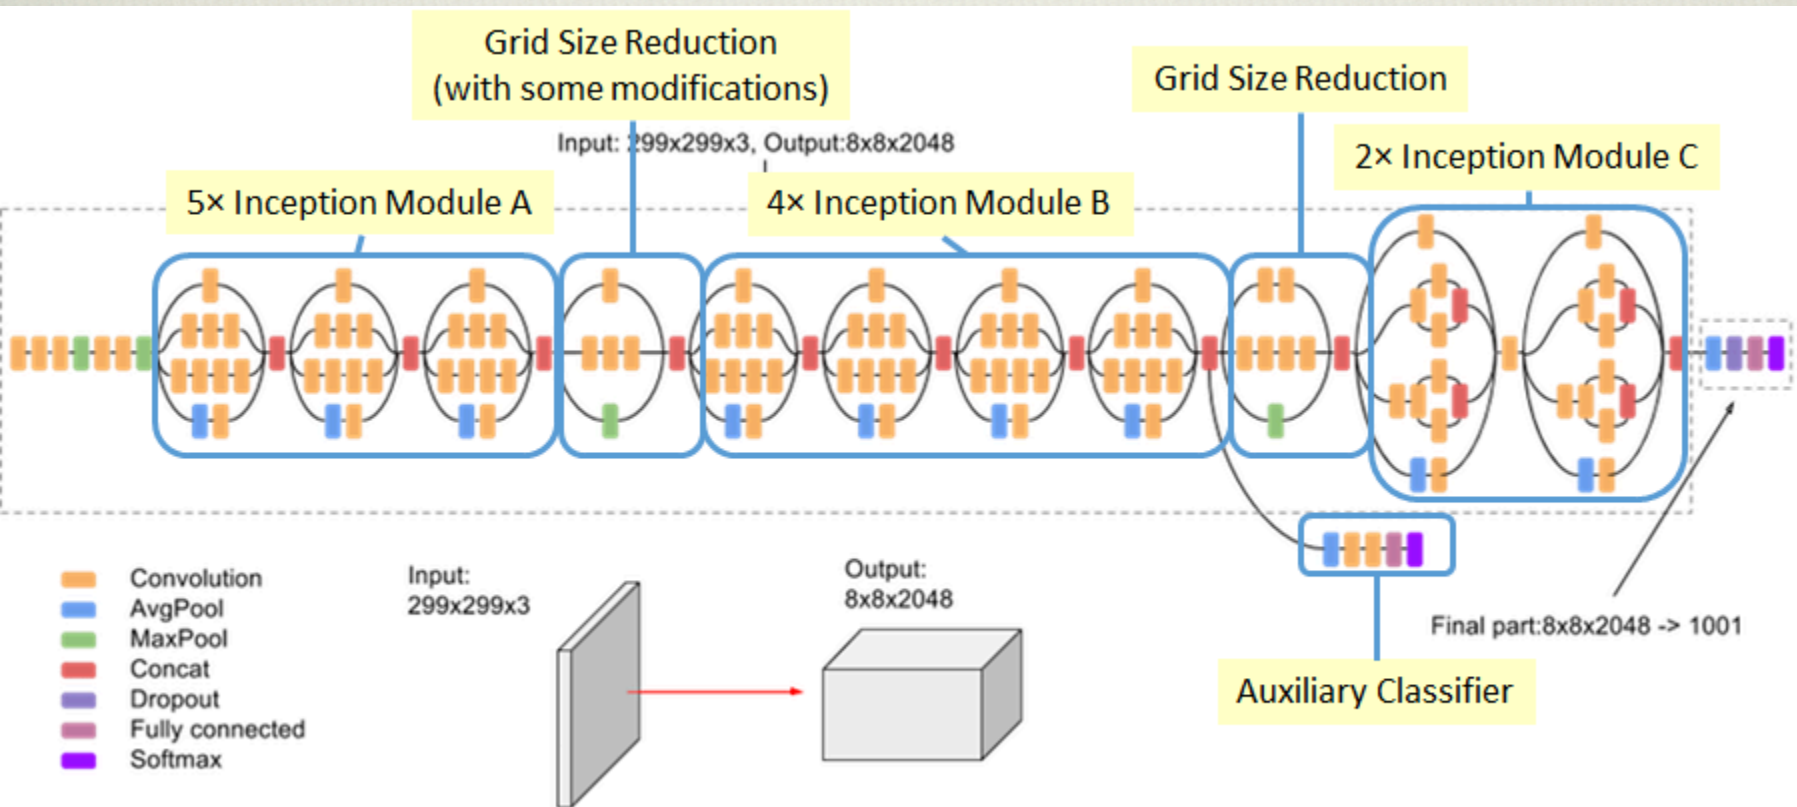 Grid Size Reduction
(with some modifications)
Grid Size Reduction
Input: 299x299x3, Output:8x8x2048
2× Inception Module C
5× Inception Module A
4× Inception Module B
Convolution
AvgPool
MaxPool
Concat
Dropout
Fully connected
Softmax
Input:
299x299x3
Output:
8x8x2048
Final part:8x8x2048 -> 1001
Auxiliary Classifier